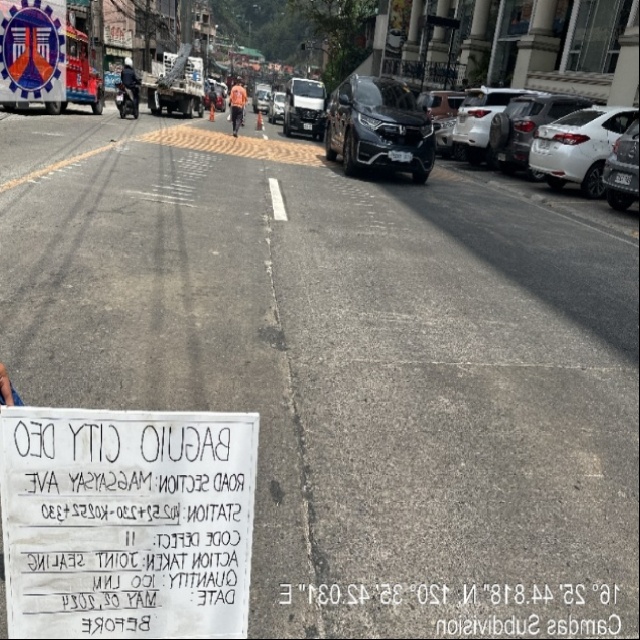 BAGUIO CITY DEO
ROAD SECTION: MAGSAYSAY AVE
STATION: K0252+220-K0252+330
CODE DEFECT: 11
ACTION TAKEN: JOINT SEALING
QUANTITY: 100 LNM
DATE: MAY 02, 2024
BEFORE
16° 25' 44.818" N, 120° 35' 42.031" E
Camdas Subdivision